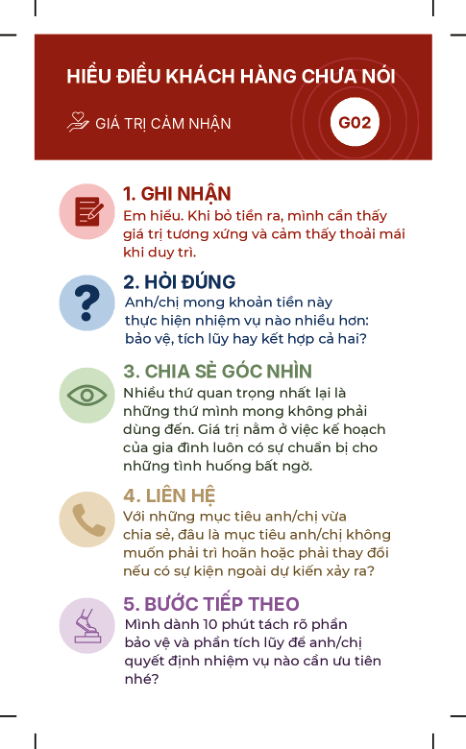 HIỂU ĐIỀU KHÁCH HÀNG CHƯA NÓI
GIÁ TRỊ CẢM NHẬN
G02
1. GHI NHẬN
Em hiểu. Khi bỏ tiền ra, mình cần thấy
giá trị tương xứng và cảm thấy thoải mái
khi duy trì.
2. HỎI ĐÚNG
Anh/chị mong khoản tiền này
thực hiện nhiệm vụ nào nhiều hơn:
bảo vệ, tích lũy hay kết hợp cả hai?
3. CHIA SẺ GÓC NHÌN
Nhiều thứ quan trọng nhất lại là
những thứ mình mong không phải
dùng đến. Giá trị nằm ở việc kế hoạch
của gia đình luôn có sự chuẩn bị cho
những tình huống bất ngờ.
4. LIÊN HỆ
Với những mục tiêu anh/chị vừa
chia sẻ, đâu là mục tiêu anh/chị không
muốn phải trì hoãn hoặc phải thay đổi
nếu có sự kiện ngoài dự kiến xảy ra?
5. BƯỚC TIẾP THEO
Mình dành 10 phút tách rõ phần
bảo vệ và phần tích lũy để anh/chị
quyết định nhiệm vụ nào cần ưu tiên
nhé?